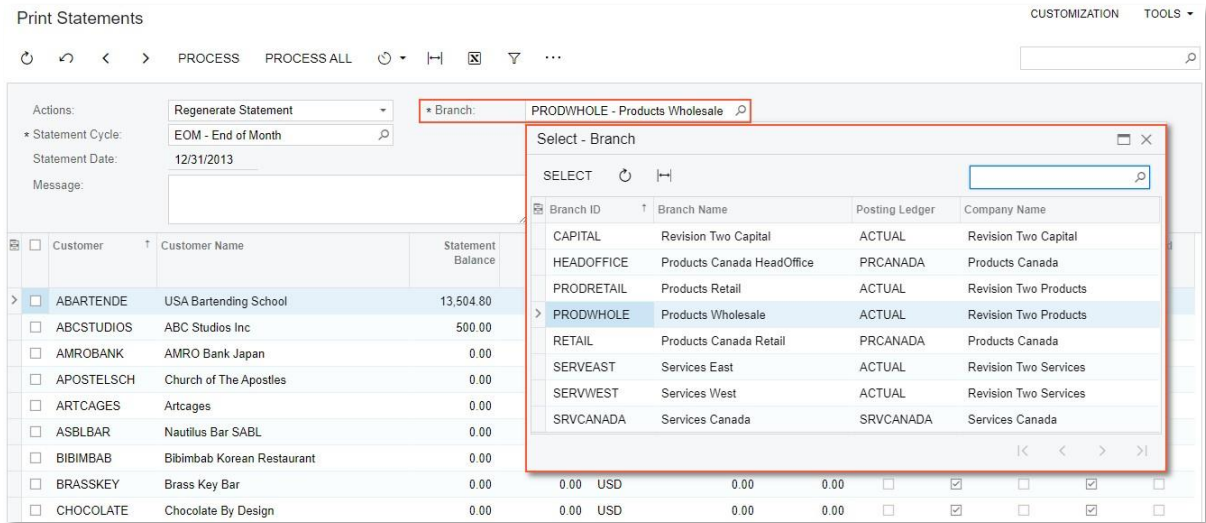 Print Statements
CUSTOMIZATION TOOLS
PROCESS PROCESS ALL
Actions: Regenerate Statement * Branch: PRODWHOLE - Products Wholesale
* Statement Cycle: EOM - End of Month
Statement Date: 12/31/2013
Message:
Select - Branch
SELECT
Branch ID ↑ Branch Name Posting Ledger Company Name
CAPITAL Revision Two Capital ACTUAL Revision Two Capital
HEADOFFICE Products Canada HeadOffice PRCANADA Products Canada
PRODRETAIL Products Retail ACTUAL Revision Two Products
PRODWHOLE Products Wholesale ACTUAL Revision Two Products
RETAIL Products Canada Retail PRCANADA Products Canada
SERVEAST Services East ACTUAL Revision Two Services
SERVWEST Services West ACTUAL Revision Two Services
SRVCANADA Services Canada SRVCANADA Services Canada
Customer ↑ Customer Name Statement
Balance
ABARTENDE USA Bartending School 13,504.80
ABCSTUDIOS ABC Studios Inc 500.00
AMROBANK AMRO Bank Japan 0.00
APOSTELSCH Church of The Apostles 0.00
ARTCAGES Artcages 0.00
ASBLBAR Nautilus Bar SABL 0.00
BIBIMBAB Bibimbab Korean Restaurant 0.00
BRASSKEY Brass Key Bar 0.00 0.00 USD 0.00 0.00
CHOCOLATE Chocolate By Design 0.00 0.00 USD 0.00 0.00